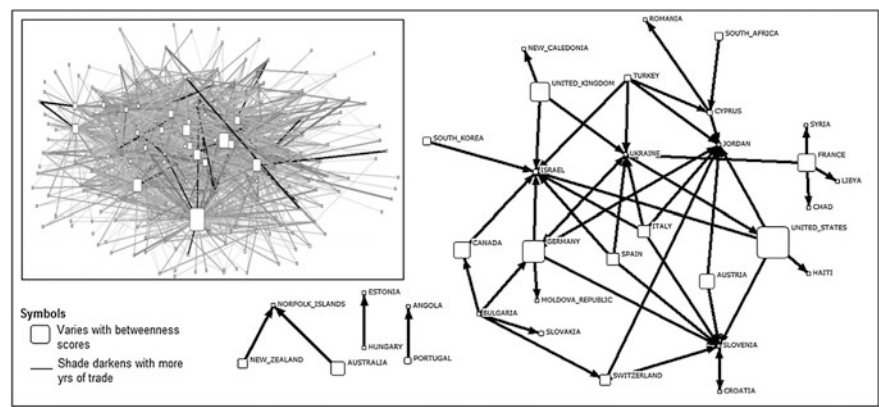 ROMANIA
SOUTH_AFRICA
NEW_CALEDONIA
UNITED_KINGDOM
TURKEY
CYPRUS
SYRIA
SOUTH_KOREA
JORDAN
UKRAINE
FRANCE
ISRAEL
LIBYA
CHAD
UNITED_STATES
ITALY
CANADA
GERMANY
SPAIN
HAITI
AUSTRIA
ESTONIA
MOLDOVA_REPUBLIC
NORFOLK_ISLANDS
ANGOLA
BULGARIA
Symbols
Varies with betweenness
scores
SLOVAKIA
SLOVENIA
HUNGARY
PORTUGAL
NEW_ZEALAND
AUSTRALIA
Shade darkens with more
yrs of trade
SWITZERLAND
CROATIA